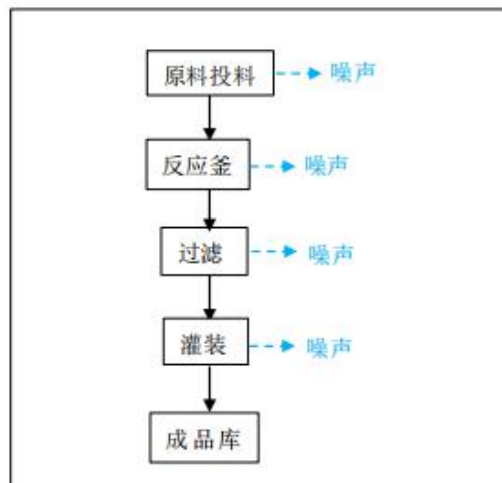 原料投料 噪声
反应釜 噪声
过滤 噪声
灌装 噪声
成品库